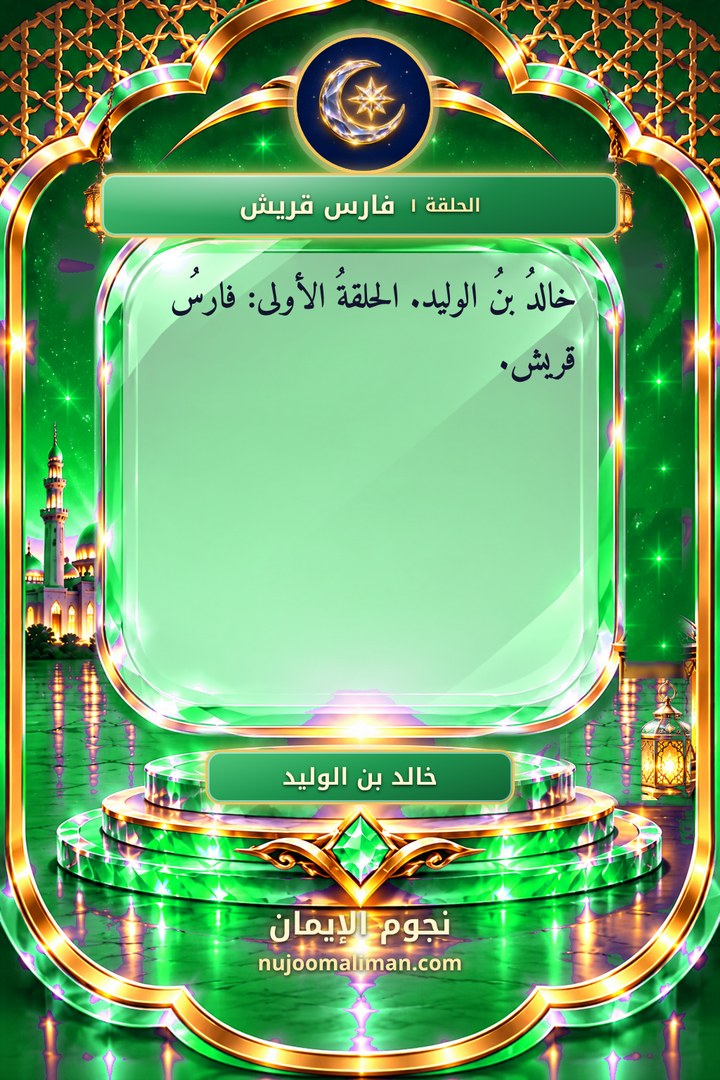 الحلقة ١ فارس قريش
خالدُ بنُ الوليد. الحلقةُ الأولى: فارسُ
قريش.
خالد بن الوليد
نجوم الإيمان
nujoomaliman.com